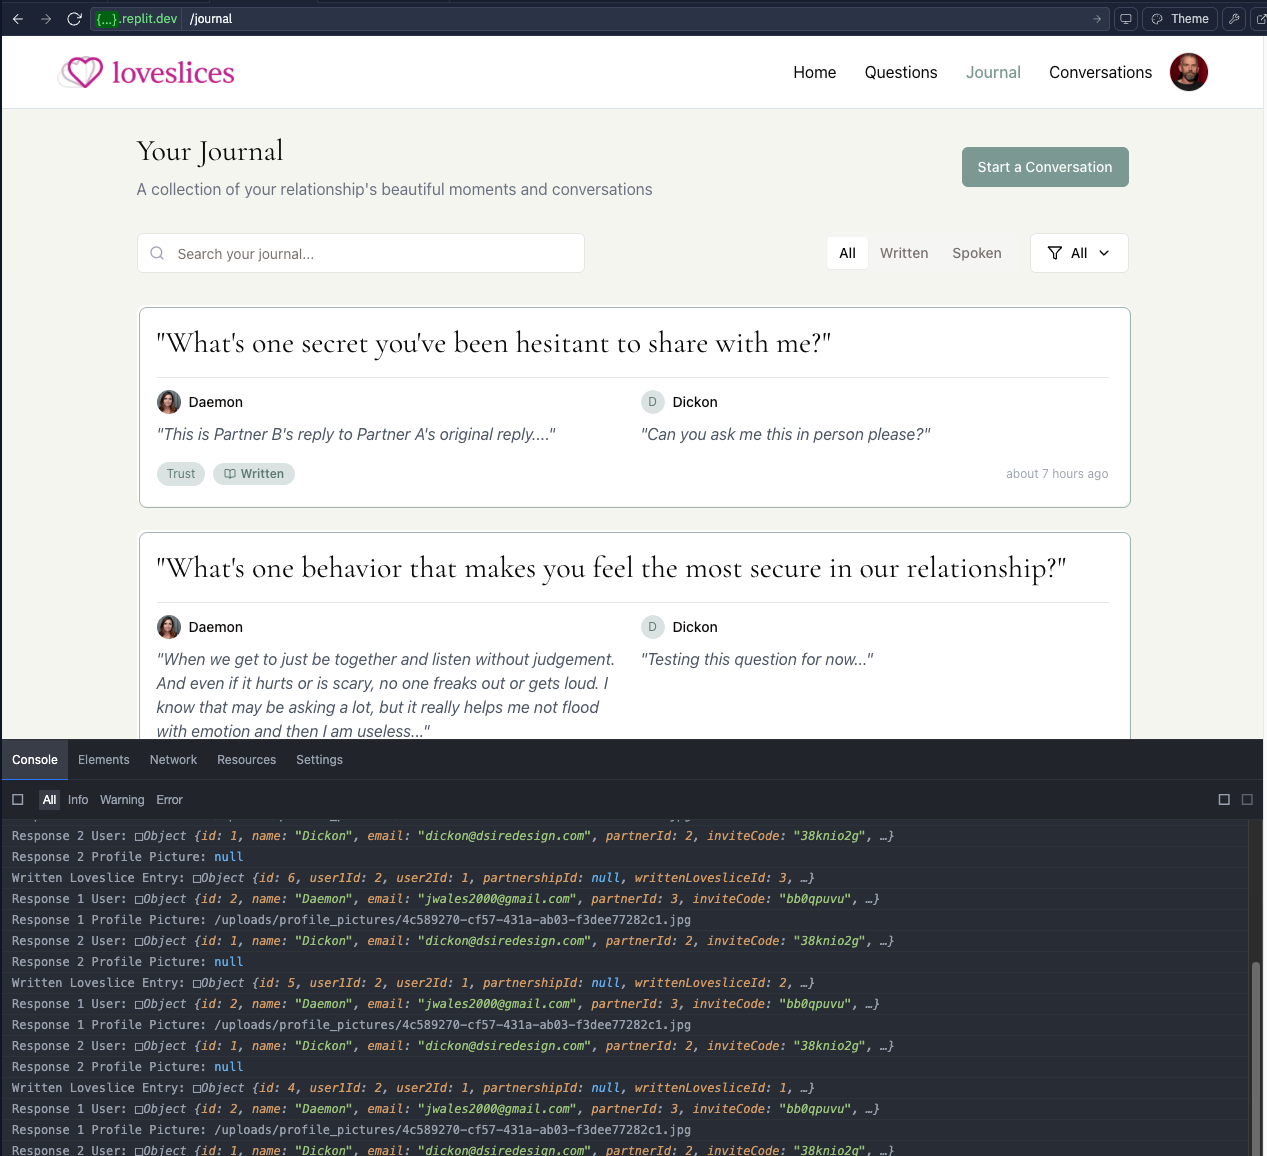 {...}.replit.dev /journal
Theme
loveslices
Home Questions Journal Conversations
Your Journal
Start a Conversation
A collection of your relationship's beautiful moments and conversations
Search your journal...
All Written Spoken All
"What's one secret you've been hesitant to share with me?"
Daemon
"This is Partner B's reply to Partner A's original reply...."
D Dickon
"Can you ask me this in person please?"
Trust Written
about 7 hours ago
"What's one behavior that makes you feel the most secure in our relationship?"
Daemon
"When we get to just be together and listen without judgement.
And even if it hurts or is scary, no one freaks out or gets loud. I
know that may be asking a lot, but it really helps me not flood
with emotion and then I am useless..."
D Dickon
"Testing this question for now..."
Console Elements Network Resources Settings
All Info Warning Error
Response 2 User: Object {id: 1, name: "Dickon", email: "dickon@dsiredesign.com", partnerId: 2, inviteCode: "38knio2g", …}
Response 2 Profile Picture: null
Written Loveslice Entry: Object {id: 6, user1Id: 2, user2Id: 1, partnershipId: null, writtenLovesliceId: 3, …}
Response 1 User: Object {id: 2, name: "Daemon", email: "jwales2000@gmail.com", partnerId: 3, inviteCode: "bb0qpuvu", …}
Response 1 Profile Picture: /uploads/profile_pictures/4c589270-cf57-431a-ab03-f3dee77282c1.jpg
Response 2 User: Object {id: 1, name: "Dickon", email: "dickon@dsiredesign.com", partnerId: 2, inviteCode: "38knio2g", …}
Response 2 Profile Picture: null
Written Loveslice Entry: Object {id: 5, user1Id: 2, user2Id: 1, partnershipId: null, writtenLovesliceId: 2, …}
Response 1 User: Object {id: 2, name: "Daemon", email: "jwales2000@gmail.com", partnerId: 3, inviteCode: "bb0qpuvu", …}
Response 1 Profile Picture: /uploads/profile_pictures/4c589270-cf57-431a-ab03-f3dee77282c1.jpg
Response 2 User: Object {id: 1, name: "Dickon", email: "dickon@dsiredesign.com", partnerId: 2, inviteCode: "38knio2g", …}
Response 2 Profile Picture: null
Written Loveslice Entry: Object {id: 4, user1Id: 2, user2Id: 1, partnershipId: null, writtenLovesliceId: 1, …}
Response 1 User: Object {id: 2, name: "Daemon", email: "jwales2000@gmail.com", partnerId: 3, inviteCode: "bb0qpuvu", …}
Response 1 Profile Picture: /uploads/profile_pictures/4c589270-cf57-431a-ab03-f3dee77282c1.jpg
Response 2 User: Object {id: 1, name: "Dickon", email: "dickon@dsiredesign.com", partnerId: 2, inviteCode: "38knio2g", …}